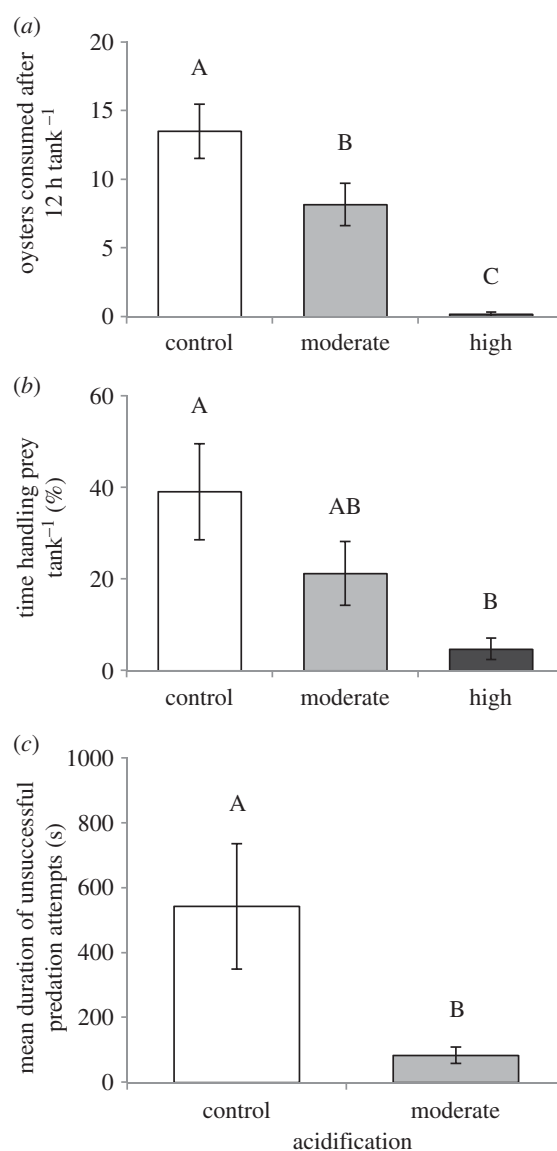 (a)
oysters consumed after
12 h tank⁻¹
20
15
10
5
0
A
B
C
control moderate high
(b)
time handling prey
tank⁻¹ (%)
60
40
20
0
A
AB
B
control moderate high
(c)
mean duration of unsuccessful
predation attempts (s)
1000
800
600
400
200
0
A
B
control moderate
acidification